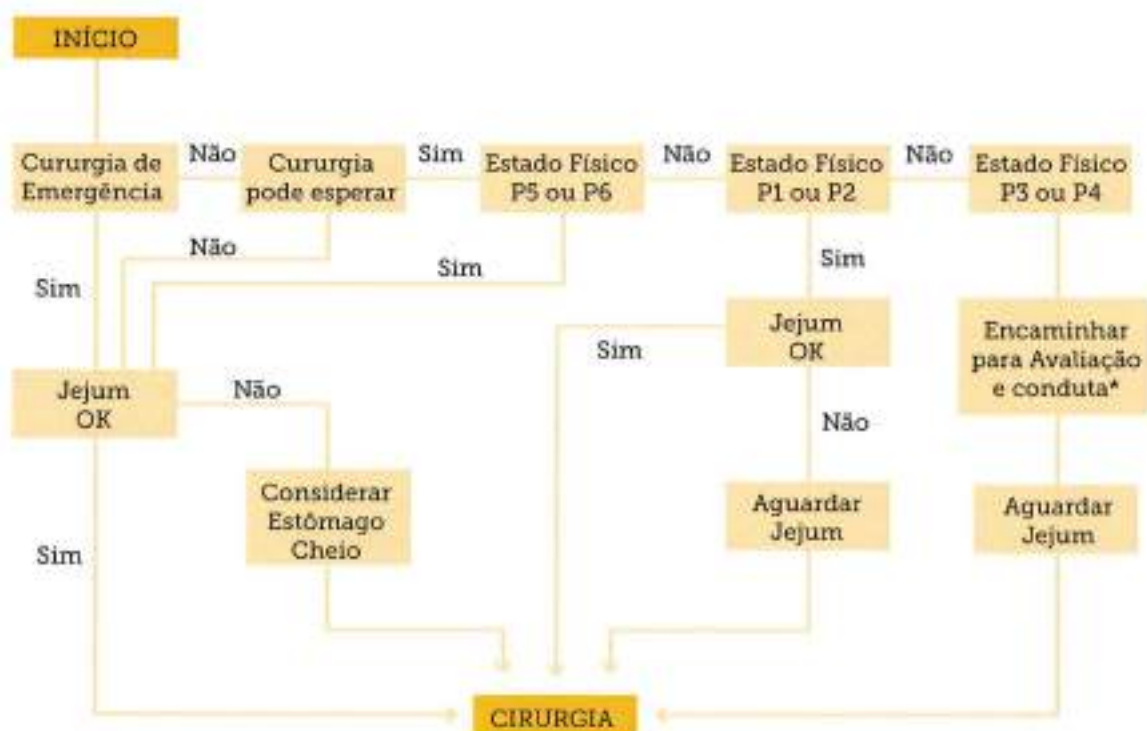 INÍCIO
Cururgia de
Emergência
Não
Cururgia
pode esperar
Sim
Estado Físico
P5 ou P6
Não
Estado Físico
P1 ou P2
Não
Estado Físico
P3 ou P4
Não
Sim
Sim
Sim
Jejum
OK
Sim
Encaminhar
para Avaliação
e conduta*
Jejum
OK
Não
Não
Considerar
Estômago
Cheio
Aguardar
Jejum
Aguardar
Jejum
Sim
CIRURGIA